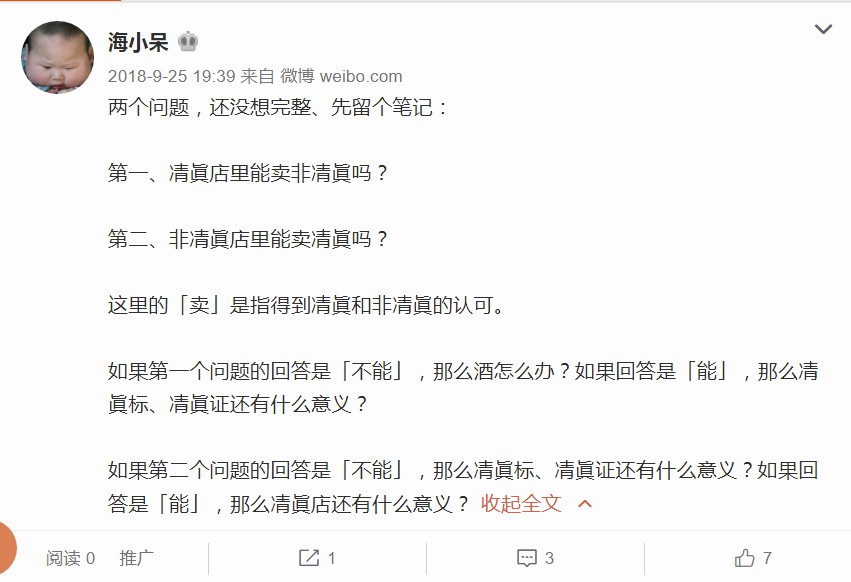 海小呆
2018-9-25 19:39 来自 微博 weibo.com
两个问题，还没想完整、先留个笔记：
第一、清眞店里能卖非清眞吗？
第二、非清眞店里能卖清眞吗？
这里的「卖」是指得到清眞和非清眞的认可。
如果第一个问题的回答是「不能」，那么酒怎么办？如果回答是「能」，那么清
眞标、清眞证还有什么意义？
如果第二个问题的回答是「不能」，那么清眞标、清眞证还有什么意义？如果回
答是「能」，那么清眞店还有什么意义？ 收起全文
阅读 0 推广 1 3 7